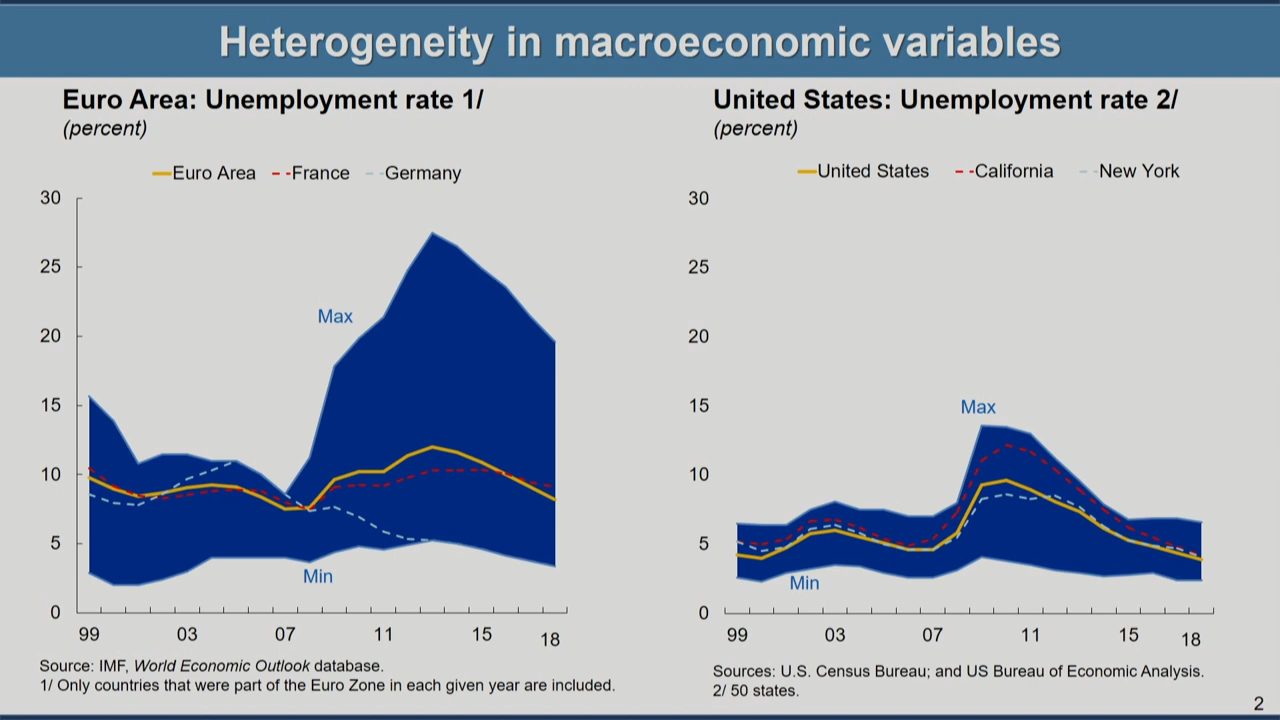 Heterogeneity in macroeconomic variables
Euro Area: Unemployment rate 1/
(percent)
Euro Area France Germany
30
25
20
15
10
5
0
Max
Min
99 03 07 11 15 18
Source: IMF, World Economic Outlook database.
1/ Only countries that were part of the Euro Zone in each given year are included.
United States: Unemployment rate 2/
(percent)
United States California New York
30
25
20
15
10
5
0
Max
Min
99 03 07 11 15 18
Sources: U.S. Census Bureau; and US Bureau of Economic Analysis.
2/ 50 states.
2